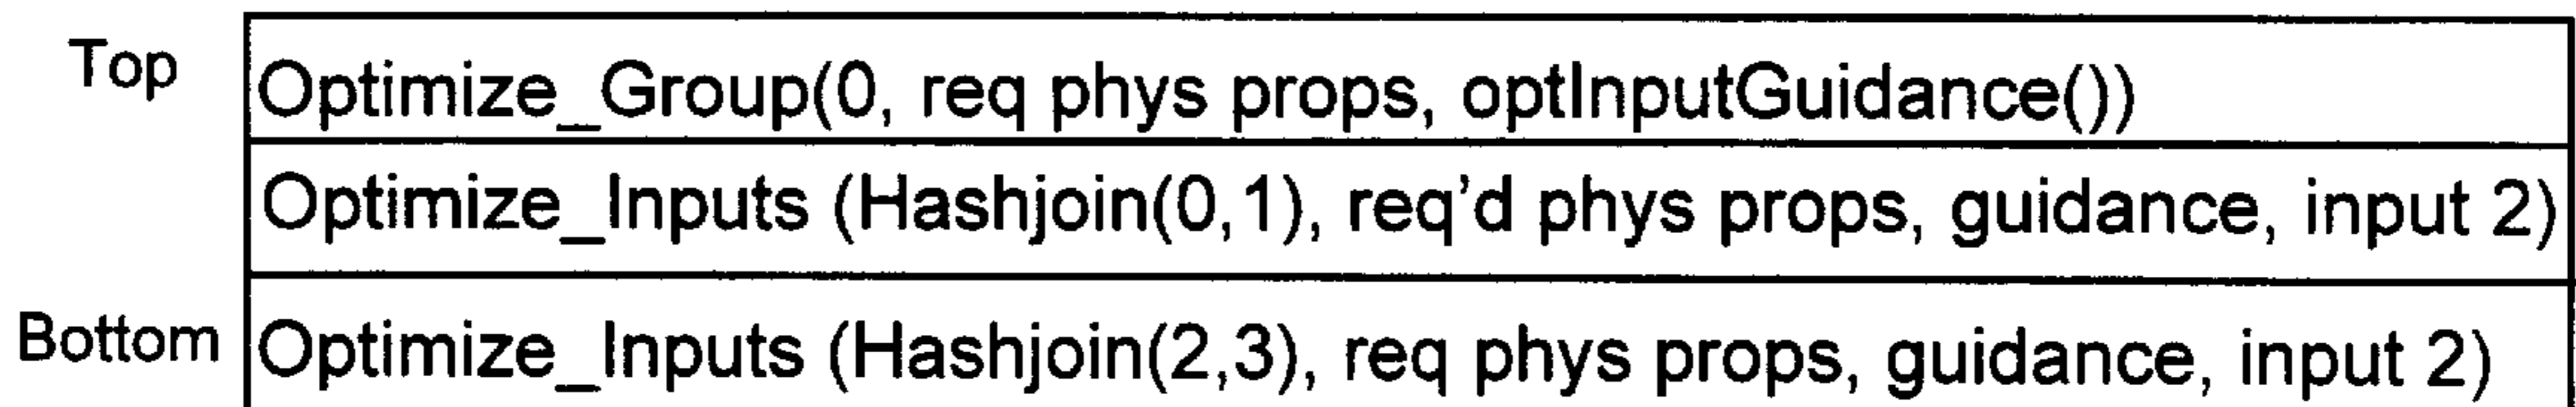 Top
Optimize_Group(0, req phys props, optInputGuidance())
Optimize_Inputs (Hashjoin(0,1), req'd phys props, guidance, input 2)
Bottom
Optimize_Inputs (Hashjoin(2,3), req phys props, guidance, input 2)